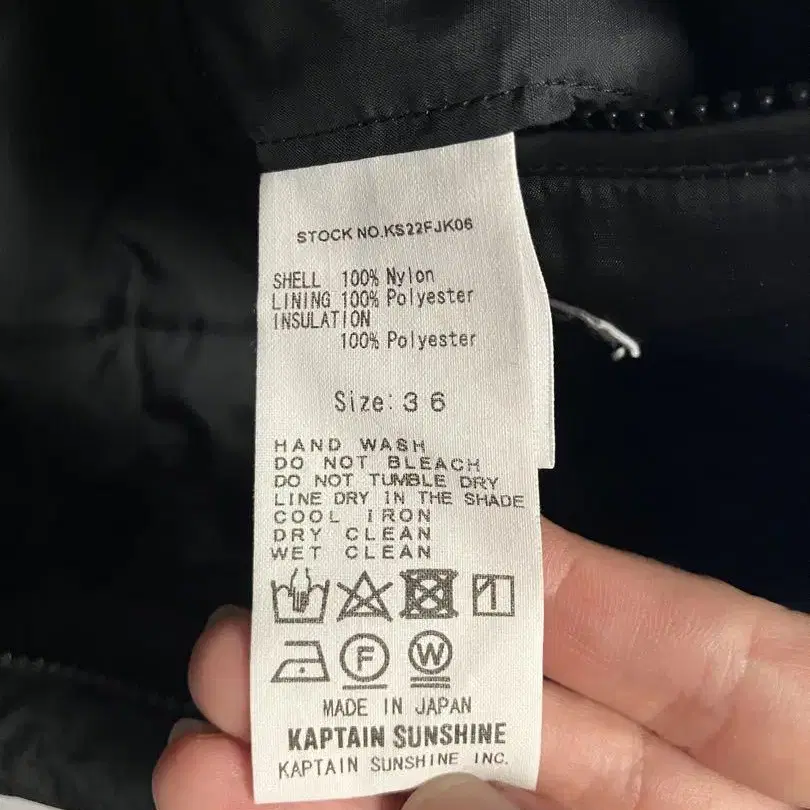 STOCK NO.KS22FJK06
SHELL 100% Nylon
LINING 100% Polyester
INSULATION
100% Polyester
Size: 36
HAND WASH
DO NOT BLEACH
DO NOT TUMBLE DRY
LINE DRY IN THE SHADE
COOL IRON
DRY CLEAN
WET CLEAN
F W
MADE IN JAPAN
KAPTAIN SUNSHINE
KAPTAIN SUNSHINE INC.